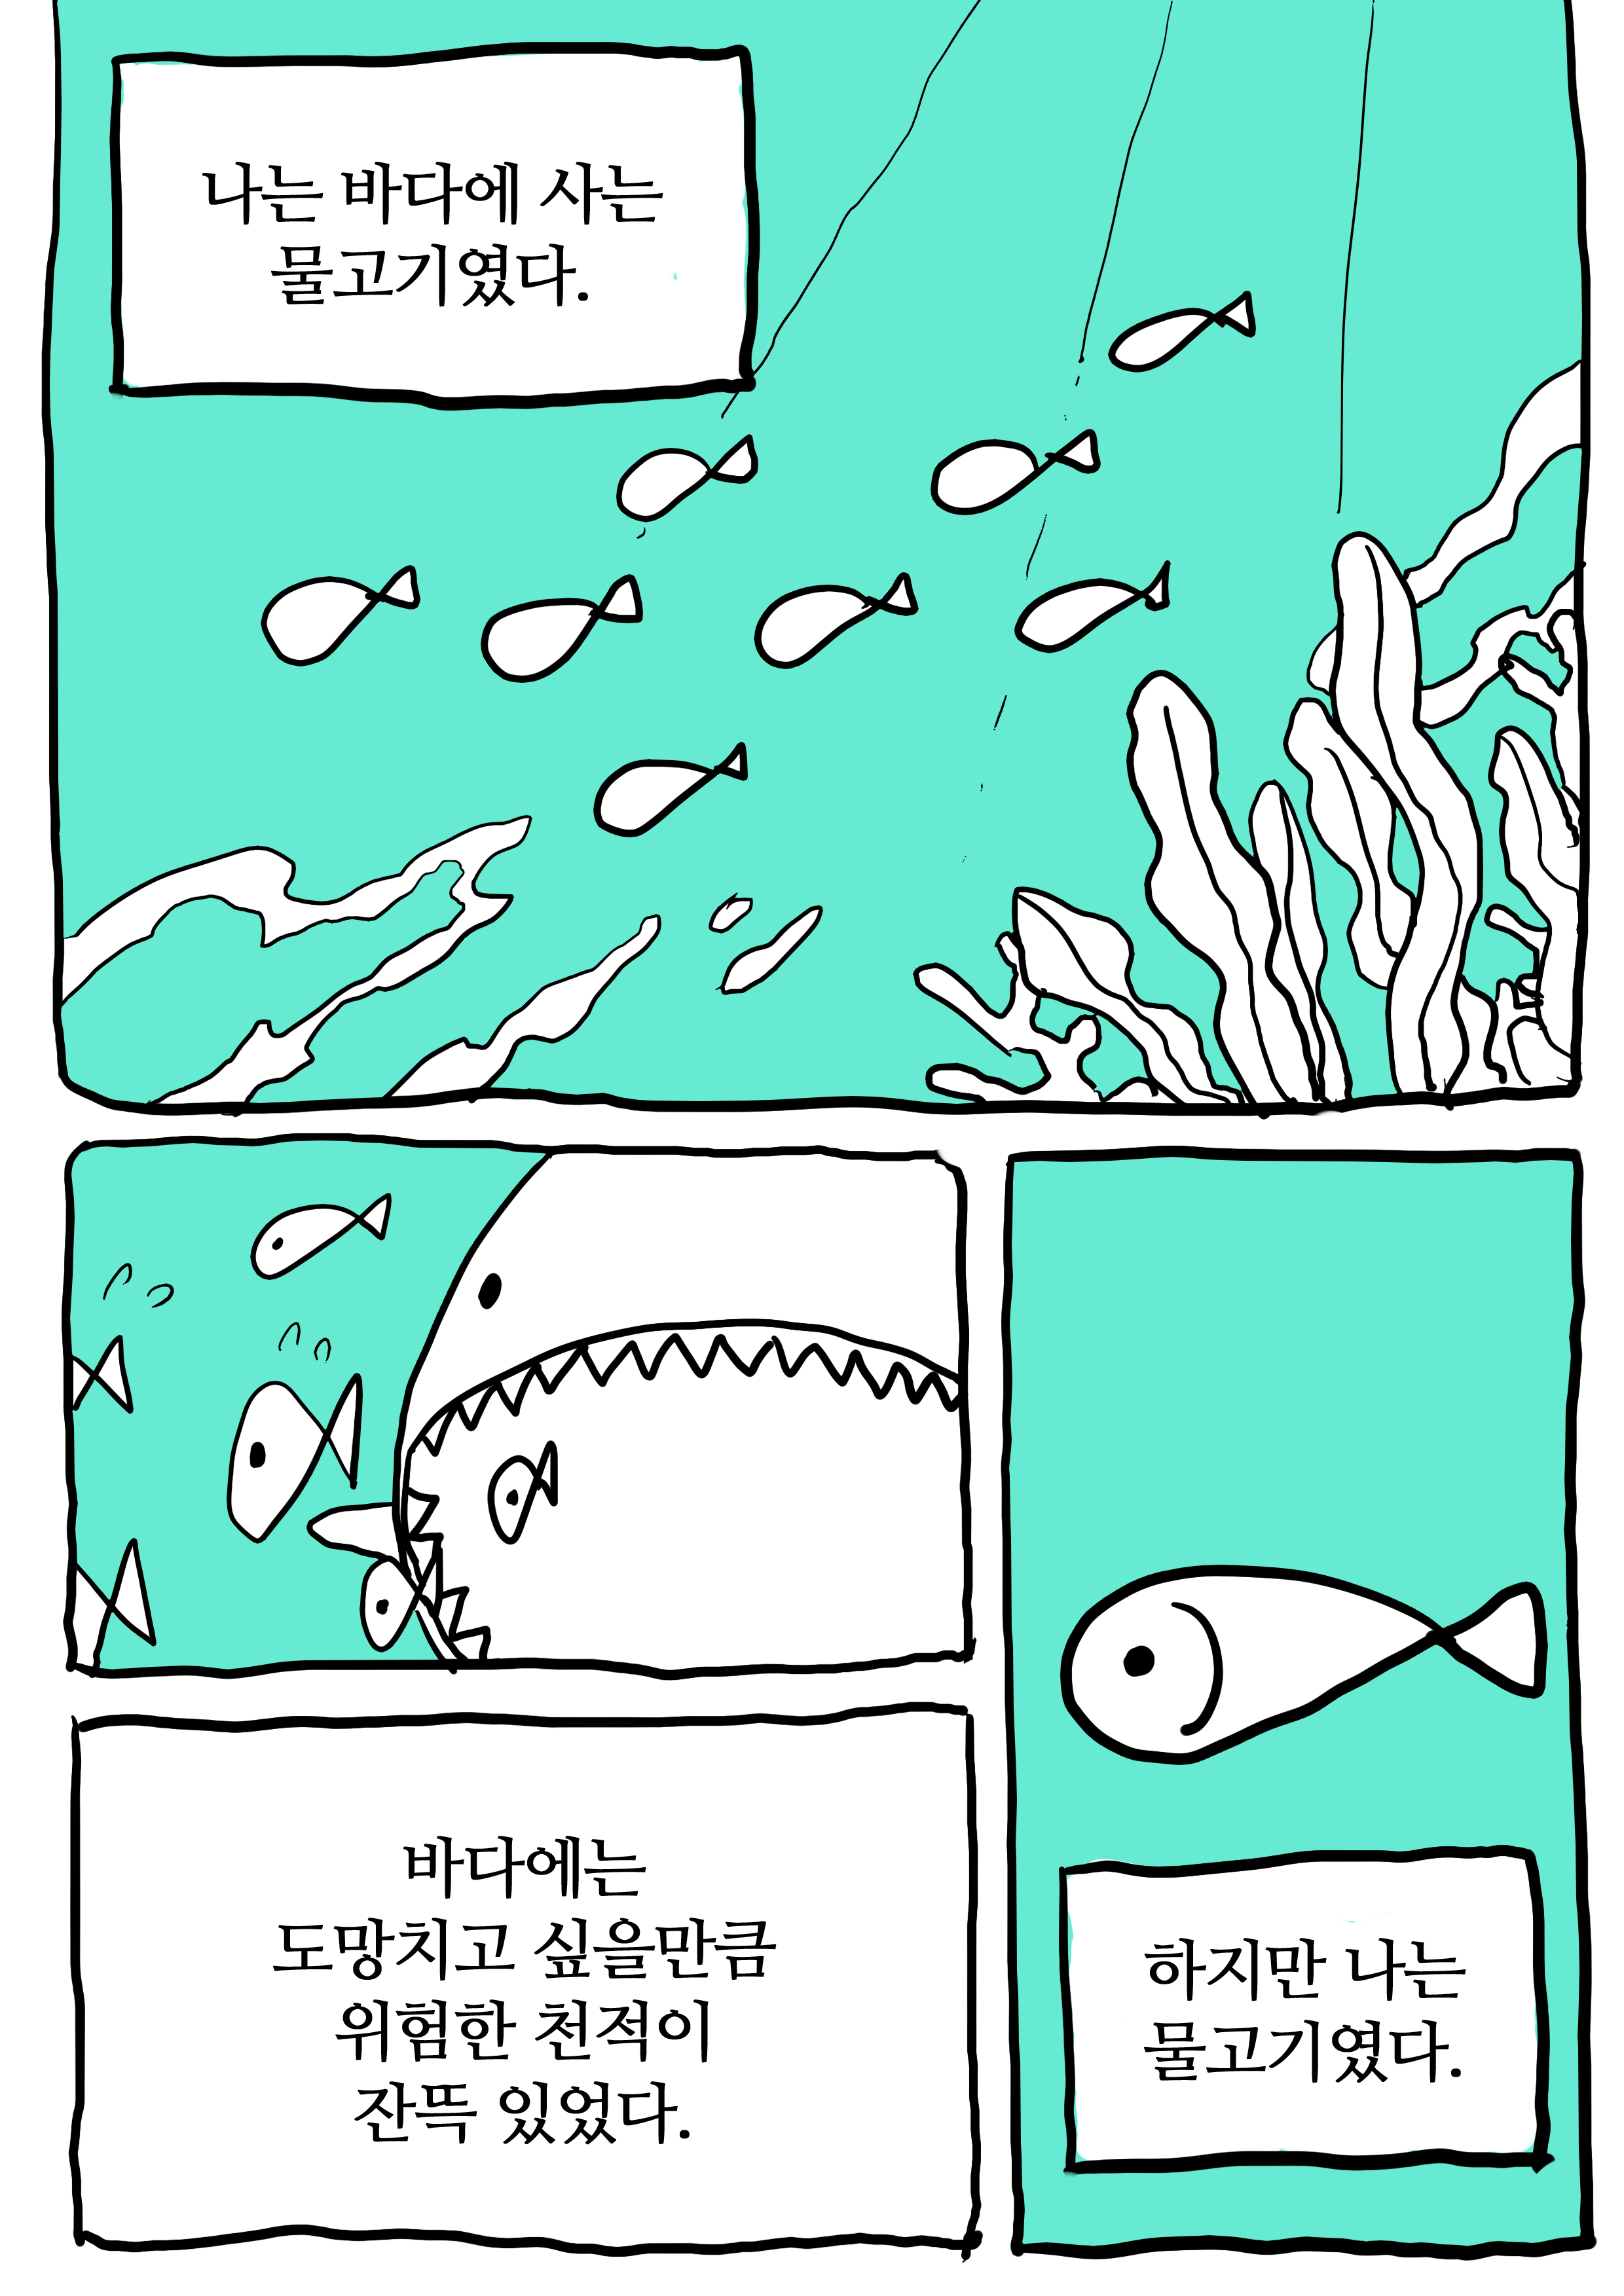 나는 바다에 사는
물고기였다.
바다에는
도망치고 싶을만큼
위험한 천적이
잔뜩 있었다.
하지만 나는
물고기였다.